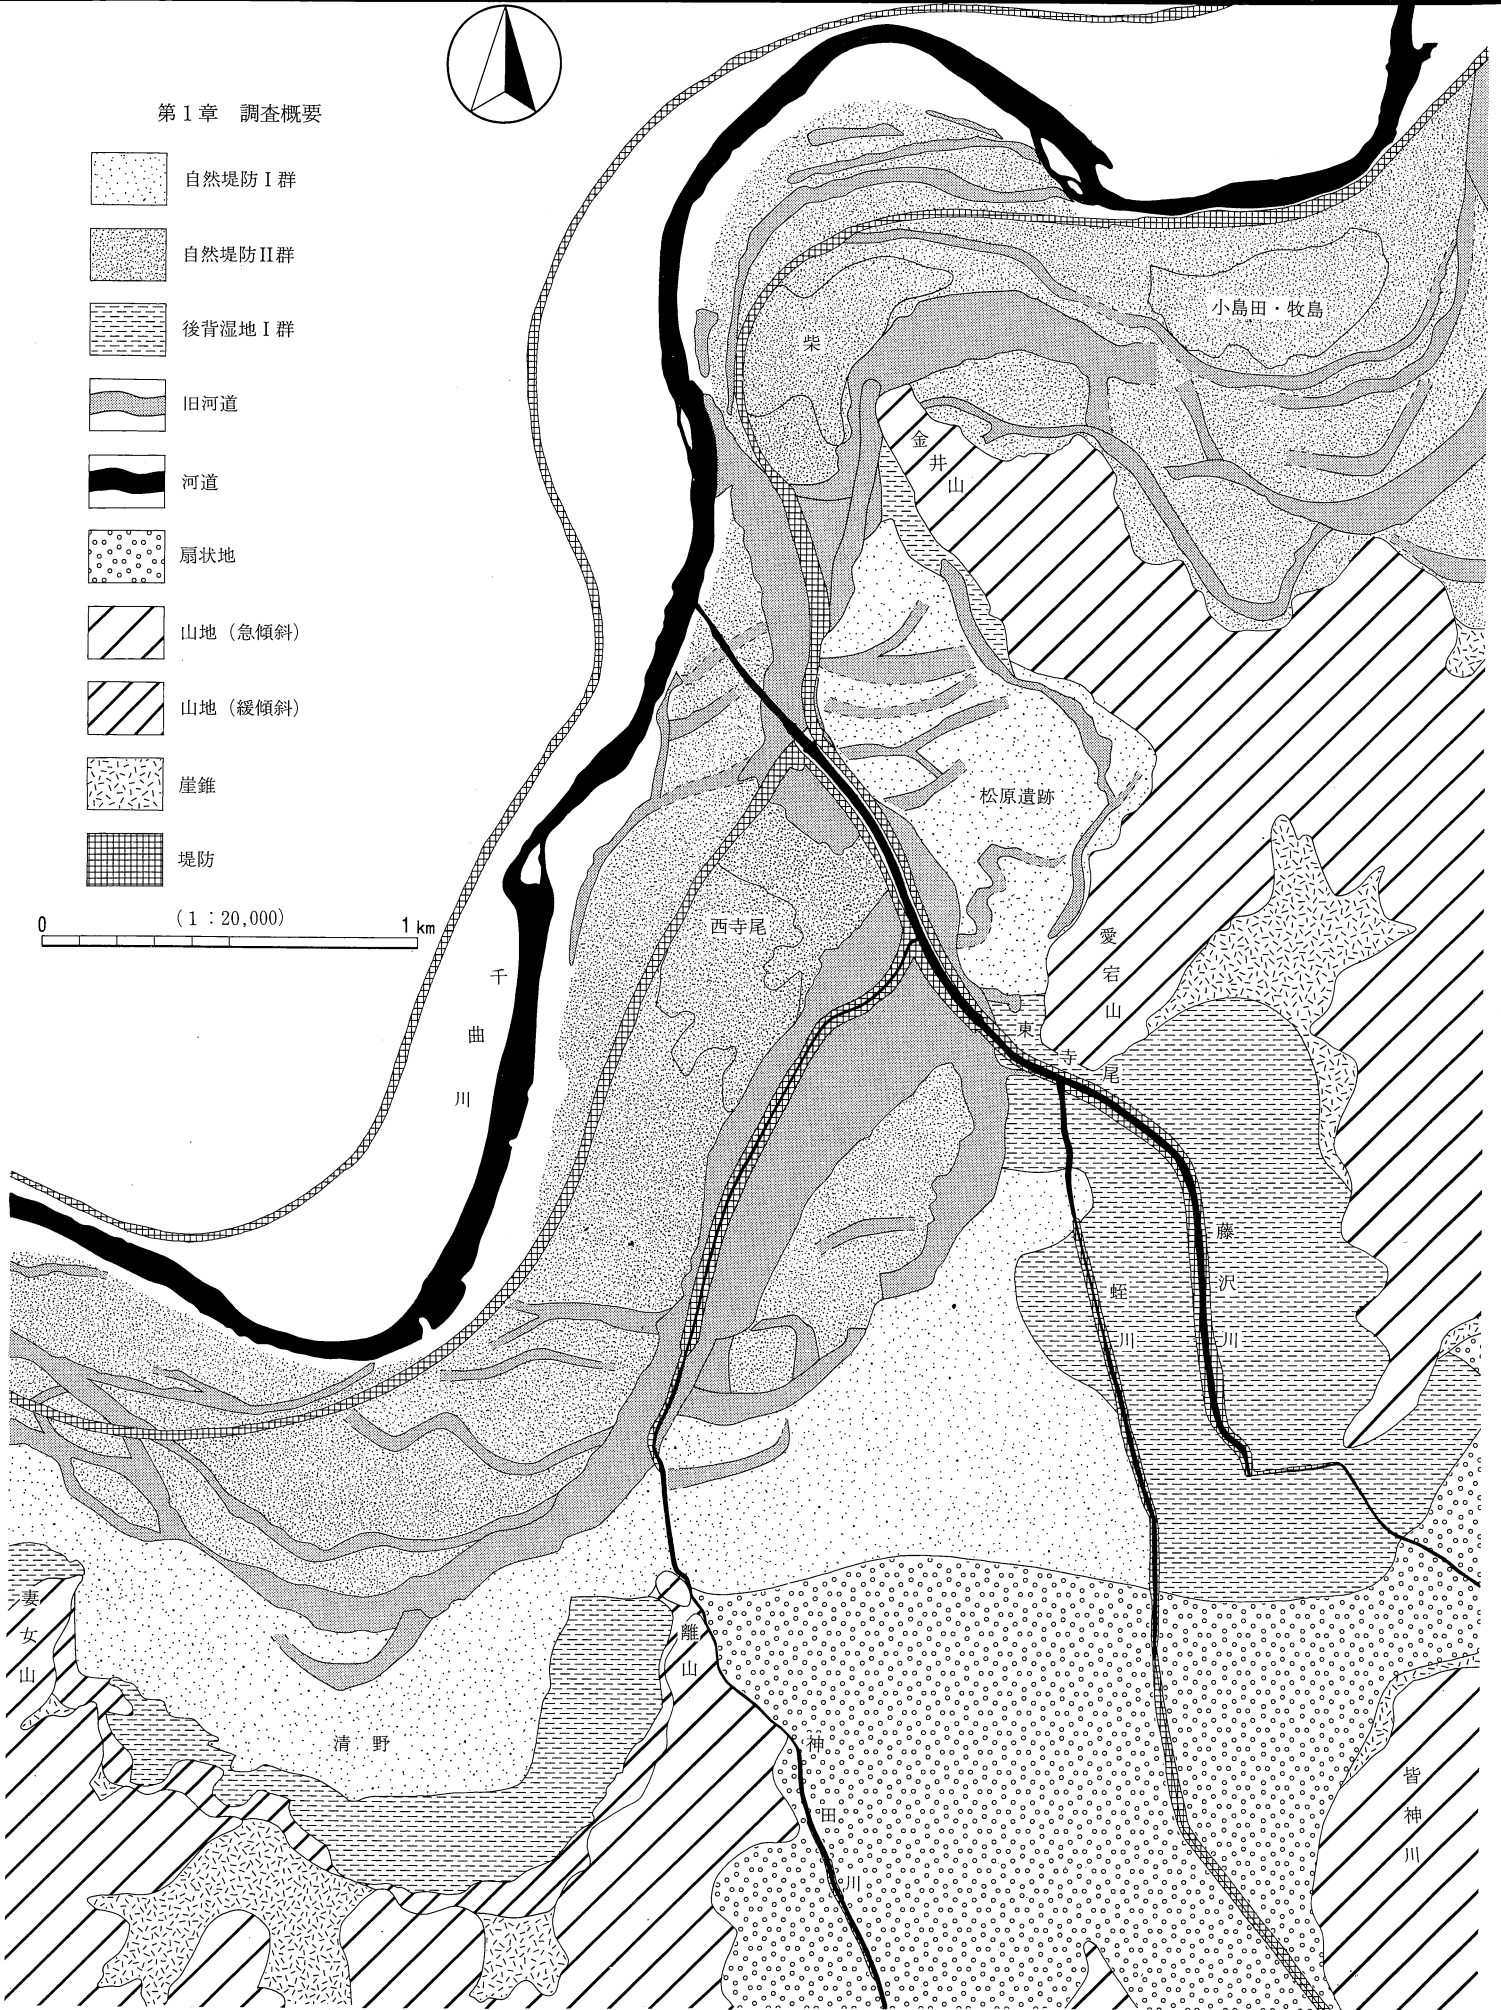 第1章 調査概要
自然堤防Ⅰ群
自然堤防Ⅱ群
後背湿地Ⅰ群
旧河道
河道
扇状地
山地（急傾斜）
山地（緩傾斜）
崖錐
堤防
(1：20,000)
0 1km
小島田・牧島
柴
金井山
松原遺跡
西寺尾
愛宕山
千曲川
東寺尾
藤沢川
蛭川
妻女山
離山
清野
神田川
皆神川